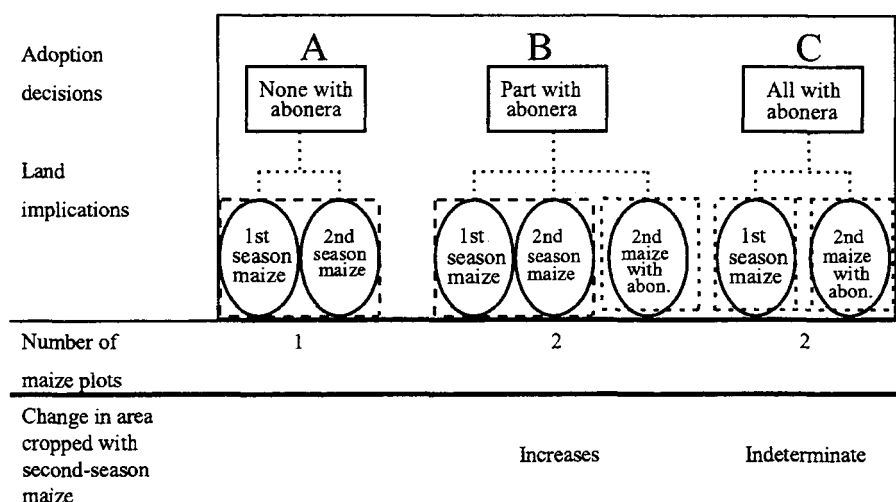 A
B
C
Adoption
decisions
None with
abonera
Part with
abonera
All with
abonera
Land
implications
1st
season
maize
2nd
season
maize
1st
season
maize
2nd
season
maize
2nd
maize
with
abon.
1st
season
maize
2nd
maize
with
abon.
Number of
maize plots
1
2
2
Change in area
cropped with
second-season
maize
Increases
Indeterminate